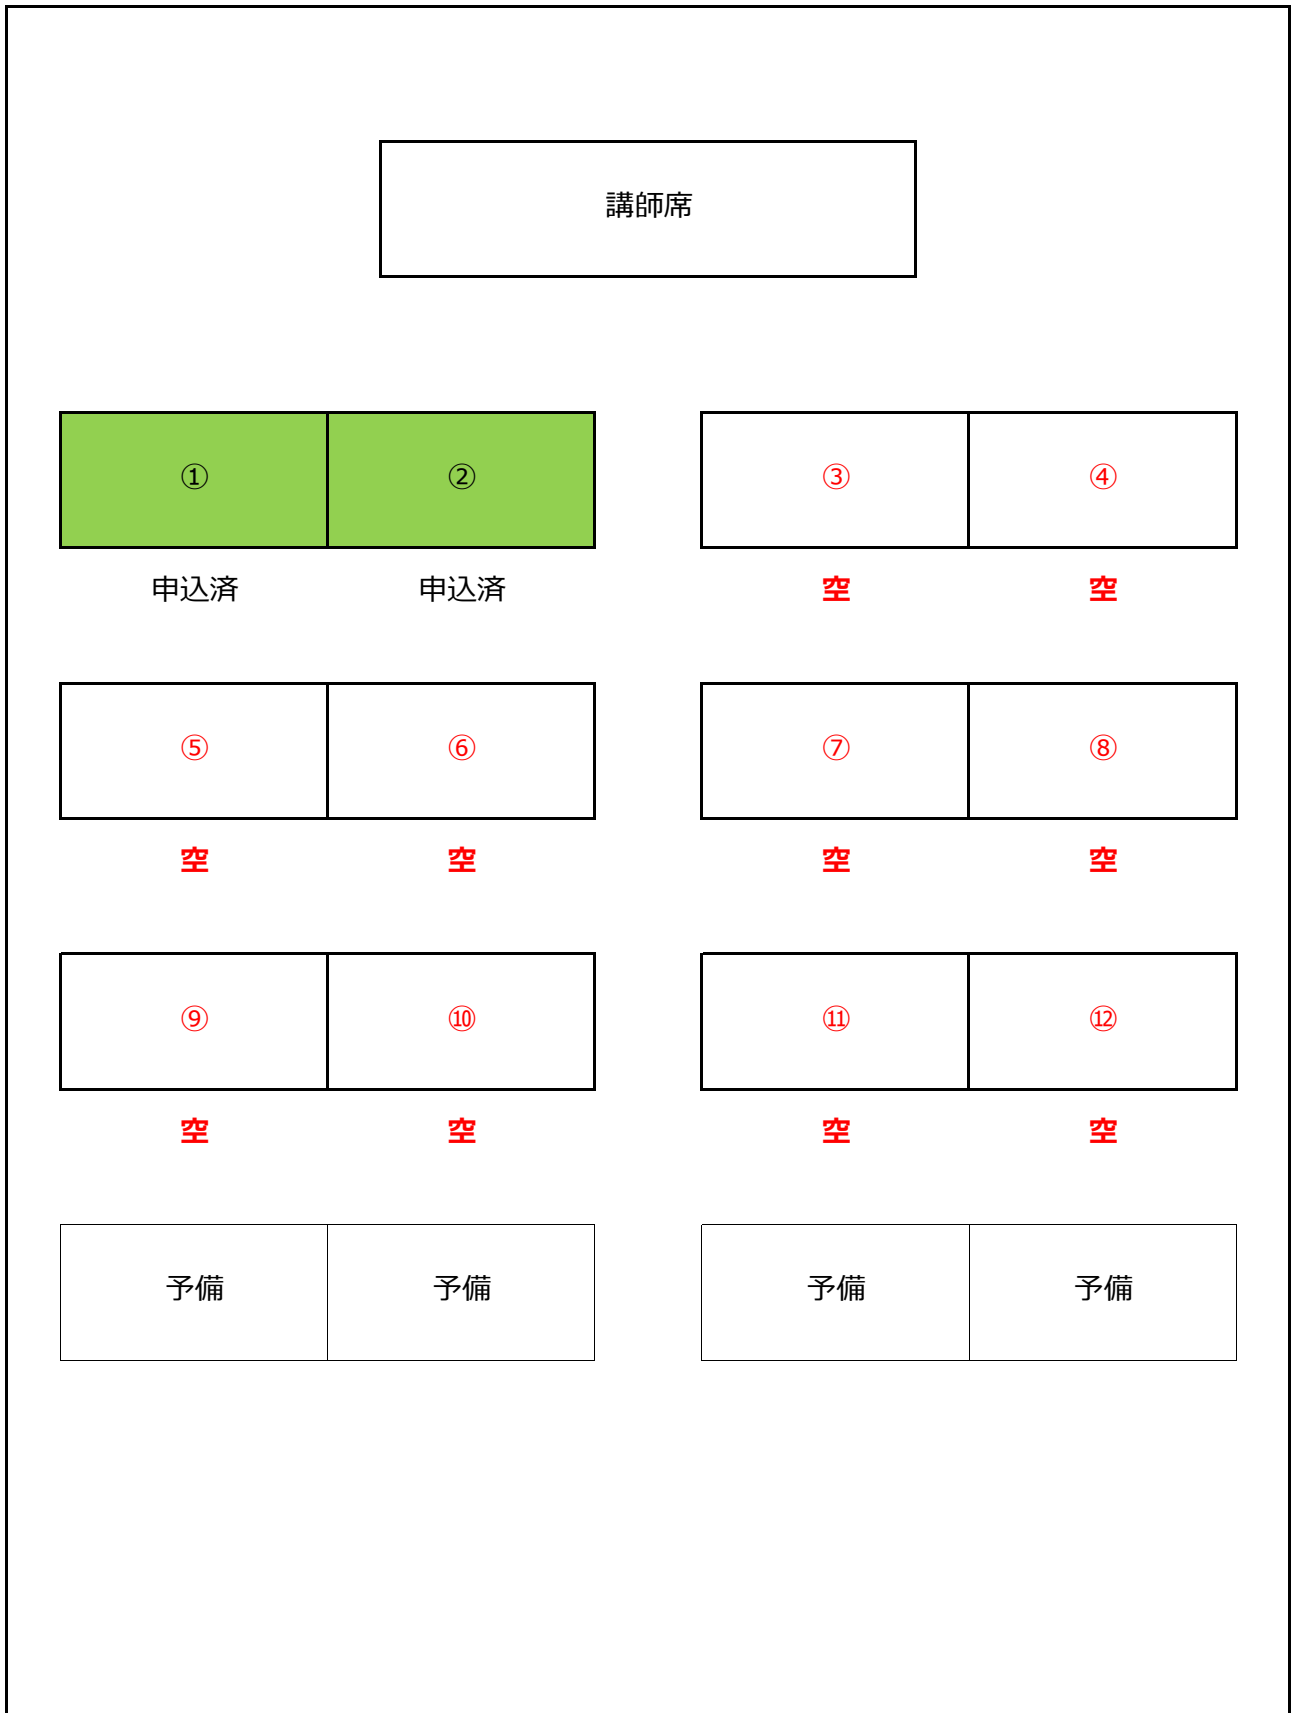 講師席
① ② ③ ④
申込済 申込済 空 空
⑤ ⑥ ⑦ ⑧
空 空 空 空
⑨ ⑩ ⑪ ⑫
空 空 空 空
予備 予備 予備 予備